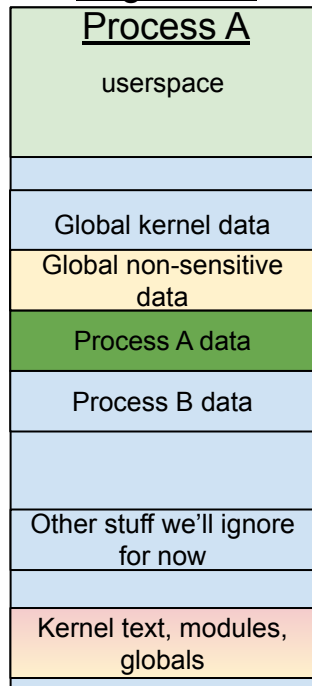 Process A
userspace
Global kernel data
Global non-sensitive
data
Process A data
Process B data
Other stuff we'll ignore
for now
Kernel text, modules,
globals